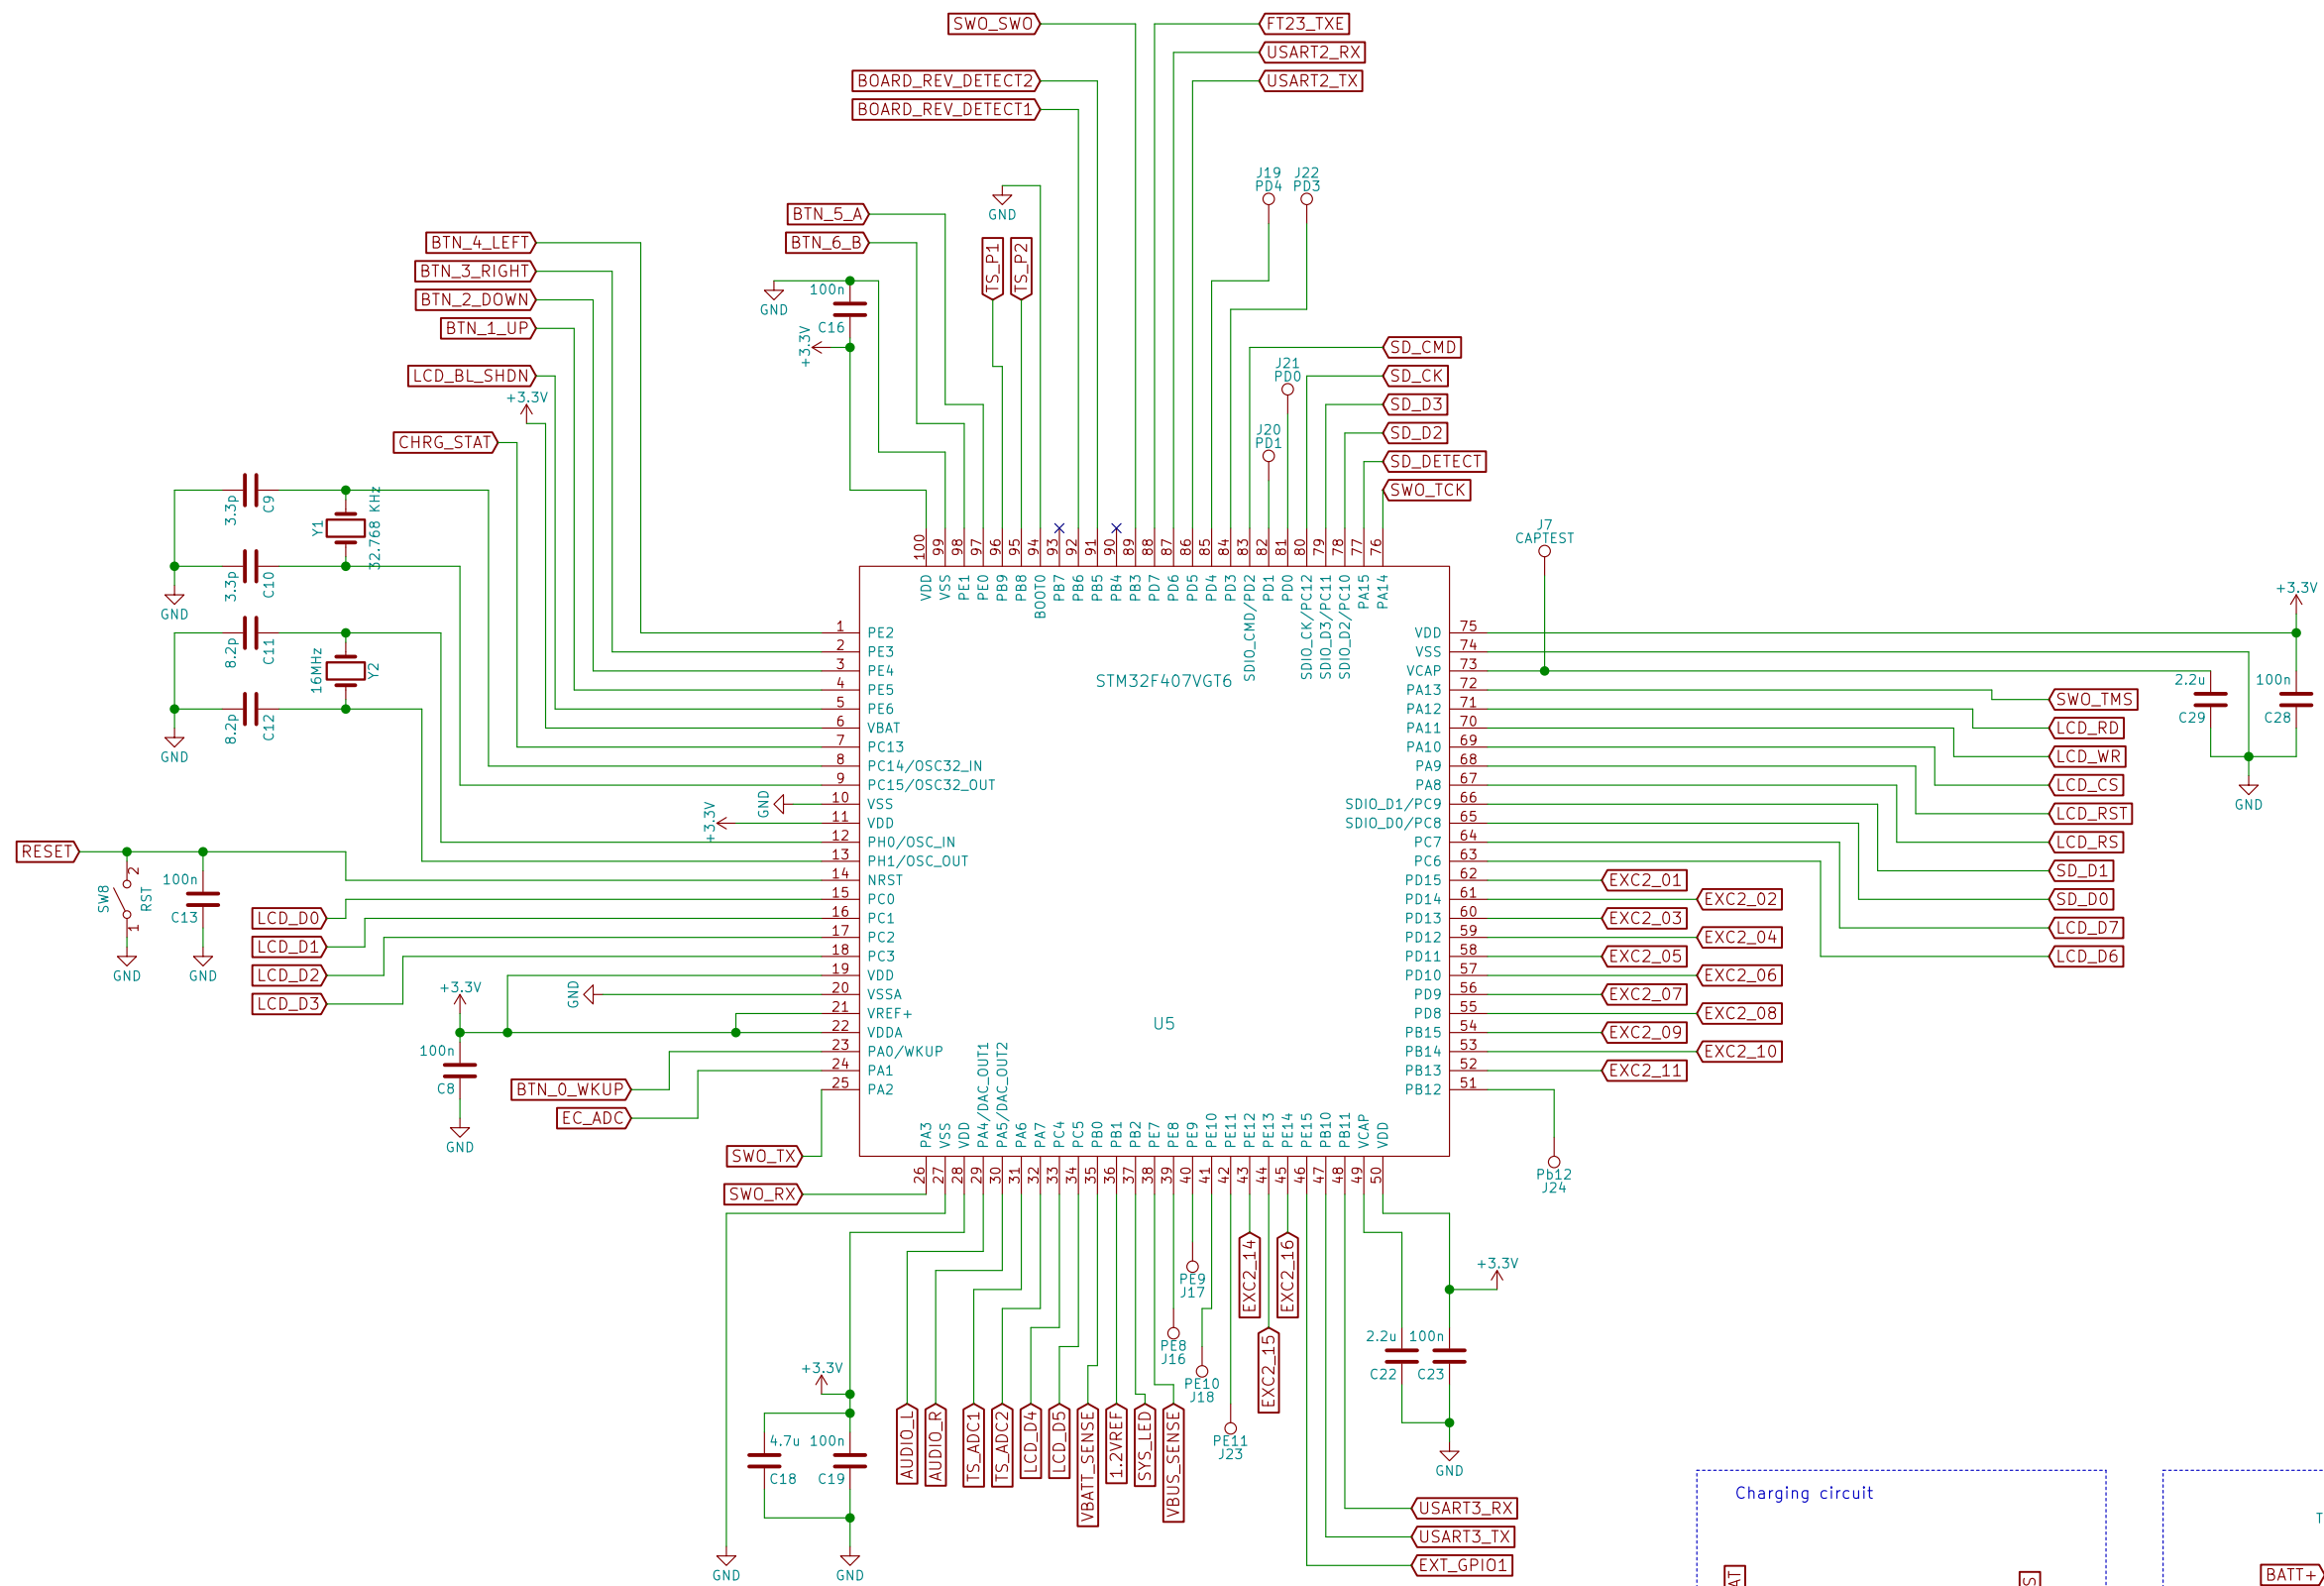 SWO_SWO
FT23_TXE
USART2_RX
BOARD_REV_DETECT2
USART2_TX
BOARD_REV_DETECT1
J19
PD4
J22
PD3
GND
BTN_5_A
BTN_6_B
TS_P1
TS_P2
BTN_4_LEFT
BTN_3_RIGHT
BTN_2_DOWN
BTN_1_UP
LCD_BL_SHDN
+3.3V
CHRG_STAT
100n
GND
C16
+3.3V
SD_CMD
J21
PD0
SD_CK
SD_D3
J20
PD1
SD_D2
SD_DETECT
SWO_TCK
3.3p
C9
Y1
32.768 KHz
3.3p
C10
GND
8.2p
C11
16MHz
Y2
8.2p
C12
GND
J7
CAPTEST
100 VDD
99 VSS
98 PE1
97 PE0
96 PB9
95 PB8
94 BOOT0
93 PB7
92 PB6
91 PB5
90 PB4
89 PB3
88 PD7
87 PD6
86 PD5
85 PD4
84 PD3
83 SDIO_CMD/PD2
82 PD1
81 PD0
80 SDIO_CK/PC12
79 SDIO_D3/PC11
78 SDIO_D2/PC10
77 PA15
76 PA14
STM32F407VGT6
U5
1 PE2
2 PE3
3 PE4
4 PE5
5 PE6
6 VBAT
7 PC13
8 PC14/OSC32_IN
9 PC15/OSC32_OUT
10 VSS
11 VDD
12 PH0/OSC_IN
13 PH1/OSC_OUT
14 NRST
15 PC0
16 PC1
17 PC2
18 PC3
19 VDD
20 VSSA
21 VREF+
22 VDDA
23 PA0/WKUP
24 PA1
25 PA2
GND
+3.3V
VDD 75
VSS 74
VCAP 73
PA13 72
PA12 71
PA11 70
PA10 69
PA9 68
PA8 67
SDIO_D1/PC9 66
SDIO_D0/PC8 65
PC7 64
PC6 63
PD15 62
PD14 61
PD13 60
PD12 59
PD11 58
PD10 57
PD9 56
PD8 55
PB15 54
PB14 53
PB13 52
PB12 51
+3.3V
2.2u
C29
100n
C28
GND
SWO_TMS
LCD_RD
LCD_WR
LCD_CS
LCD_RST
LCD_RS
SD_D1
SD_D0
LCD_D7
LCD_D6
EXC2_01
EXC2_02
EXC2_03
EXC2_04
EXC2_05
EXC2_06
EXC2_07
EXC2_08
EXC2_09
EXC2_10
EXC2_11
Pb12
J24
RESET
SW8
2
RST
1
GND
100n
C13
GND
LCD_D0
LCD_D1
LCD_D2
LCD_D3
+3.3V
GND
100n
C8
GND
BTN_0_WKUP
EC_ADC
SWO_TX
SWO_RX
PA3 26
VSS 27
VDD 28
PA4/DAC_OUT1 29
PA5/DAC_OUT2 30
PA6 31
PA7 32
PC4 33
PC5 34
PB0 35
PB1 36
PB2 37
PE7 38
PE8 39
PE9 40
PE10 41
PE11 42
PE12 43
PE13 44
PE14 45
PE15 46
PB10 47
PB11 48
VCAP 49
VDD 50
EXC2_14
EXC2_16
EXC2_15
PE9
J17
PE8
J16
PE10
J18
PE11
J23
+3.3V
2.2u
C22
100n
C23
GND
+3.3V
4.7u
C18
100n
C19
GND
GND
AUDIO_L
AUDIO_R
TS_ADC1
TS_ADC2
LCD_D4
LCD_D5
VBATT_SENSE
1.2VREF
SYS_LED
VBUS_SENSE
USART3_RX
USART3_TX
EXT_GPIO1
Charging circuit
BATT+